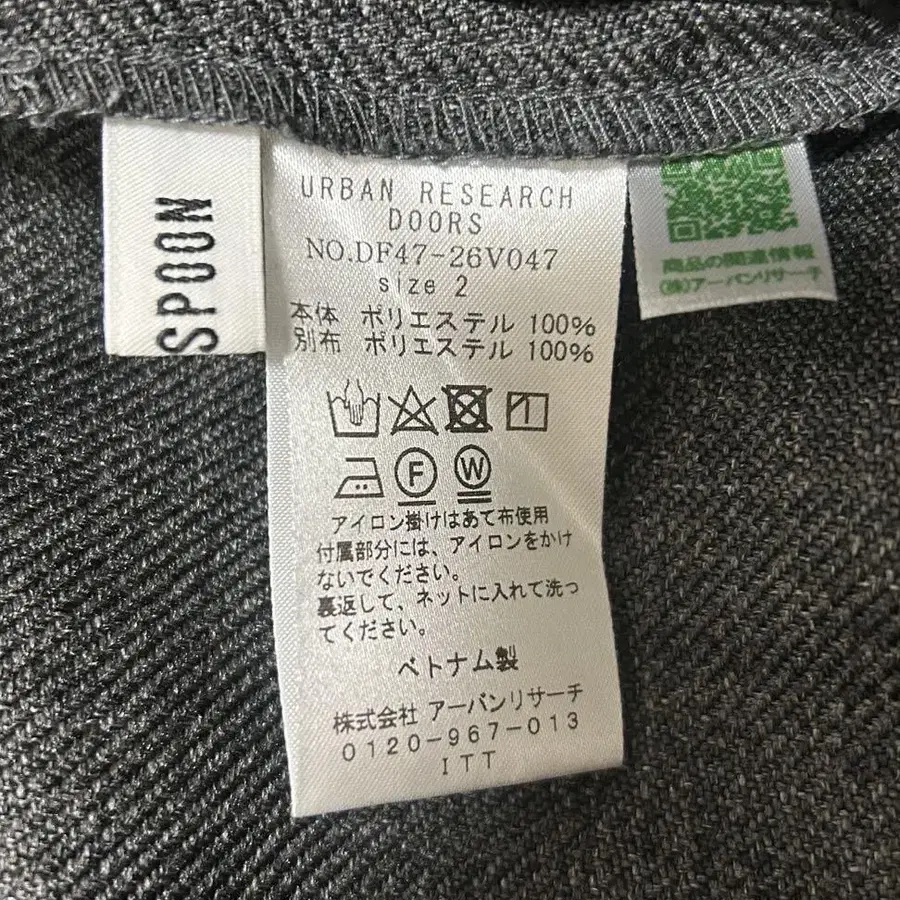 SPOON
URBAN RESEARCH
DOORS
NO.DF47-26V047
size 2
本体 ポリエステル 100%
別布 ポリエステル 100%
F W
アイロン掛けはあて布使用
付属部分には、アイロンをかけ
ないでください。
裏返して、ネットに入れて洗っ
てください。
ベトナム製
株式会社 アーバンリサーチ
0120-967-013
ITT
商品の関連情報
(株)アーバンリサーチ